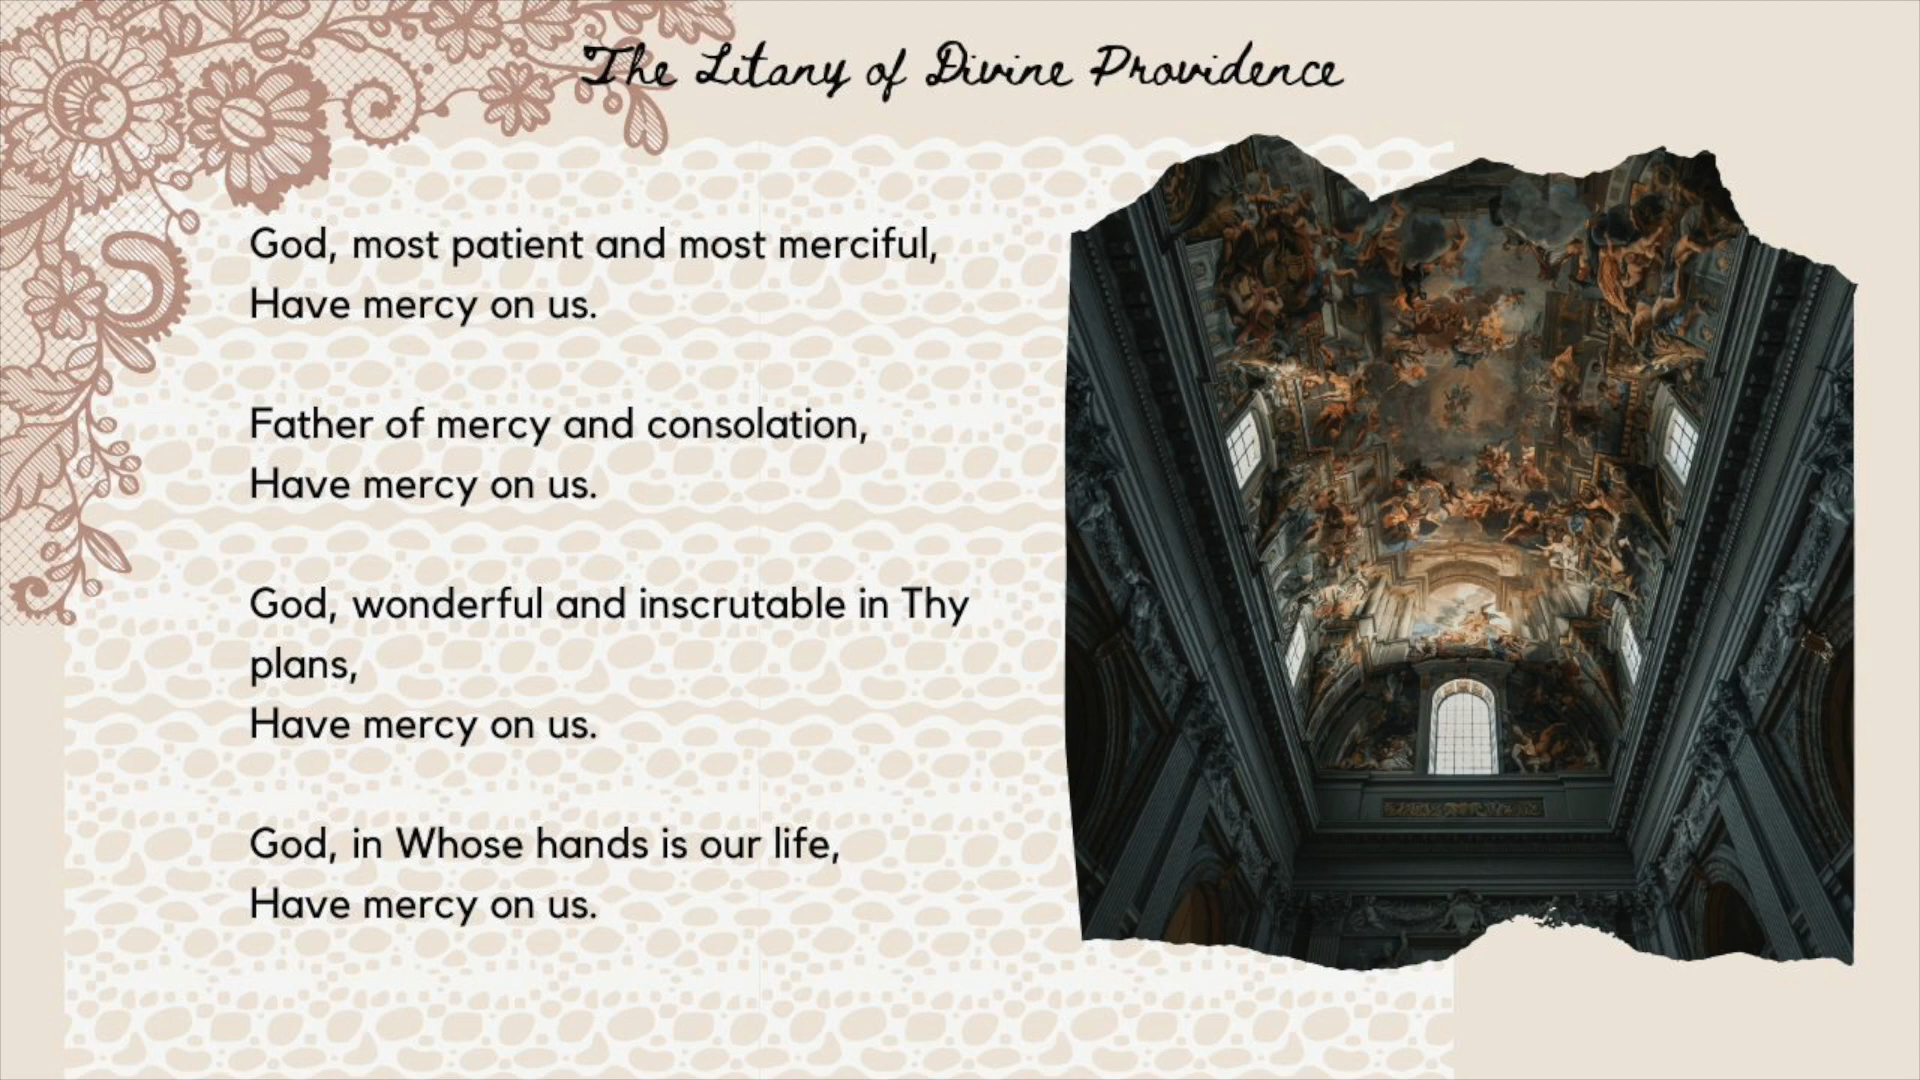 The Litany of Divine Providence
God, most patient and most merciful,
Have mercy on us.
Father of mercy and consolation,
Have mercy on us.
God, wonderful and inscrutable in Thy
plans,
Have mercy on us.
God, in Whose hands is our life,
Have mercy on us.